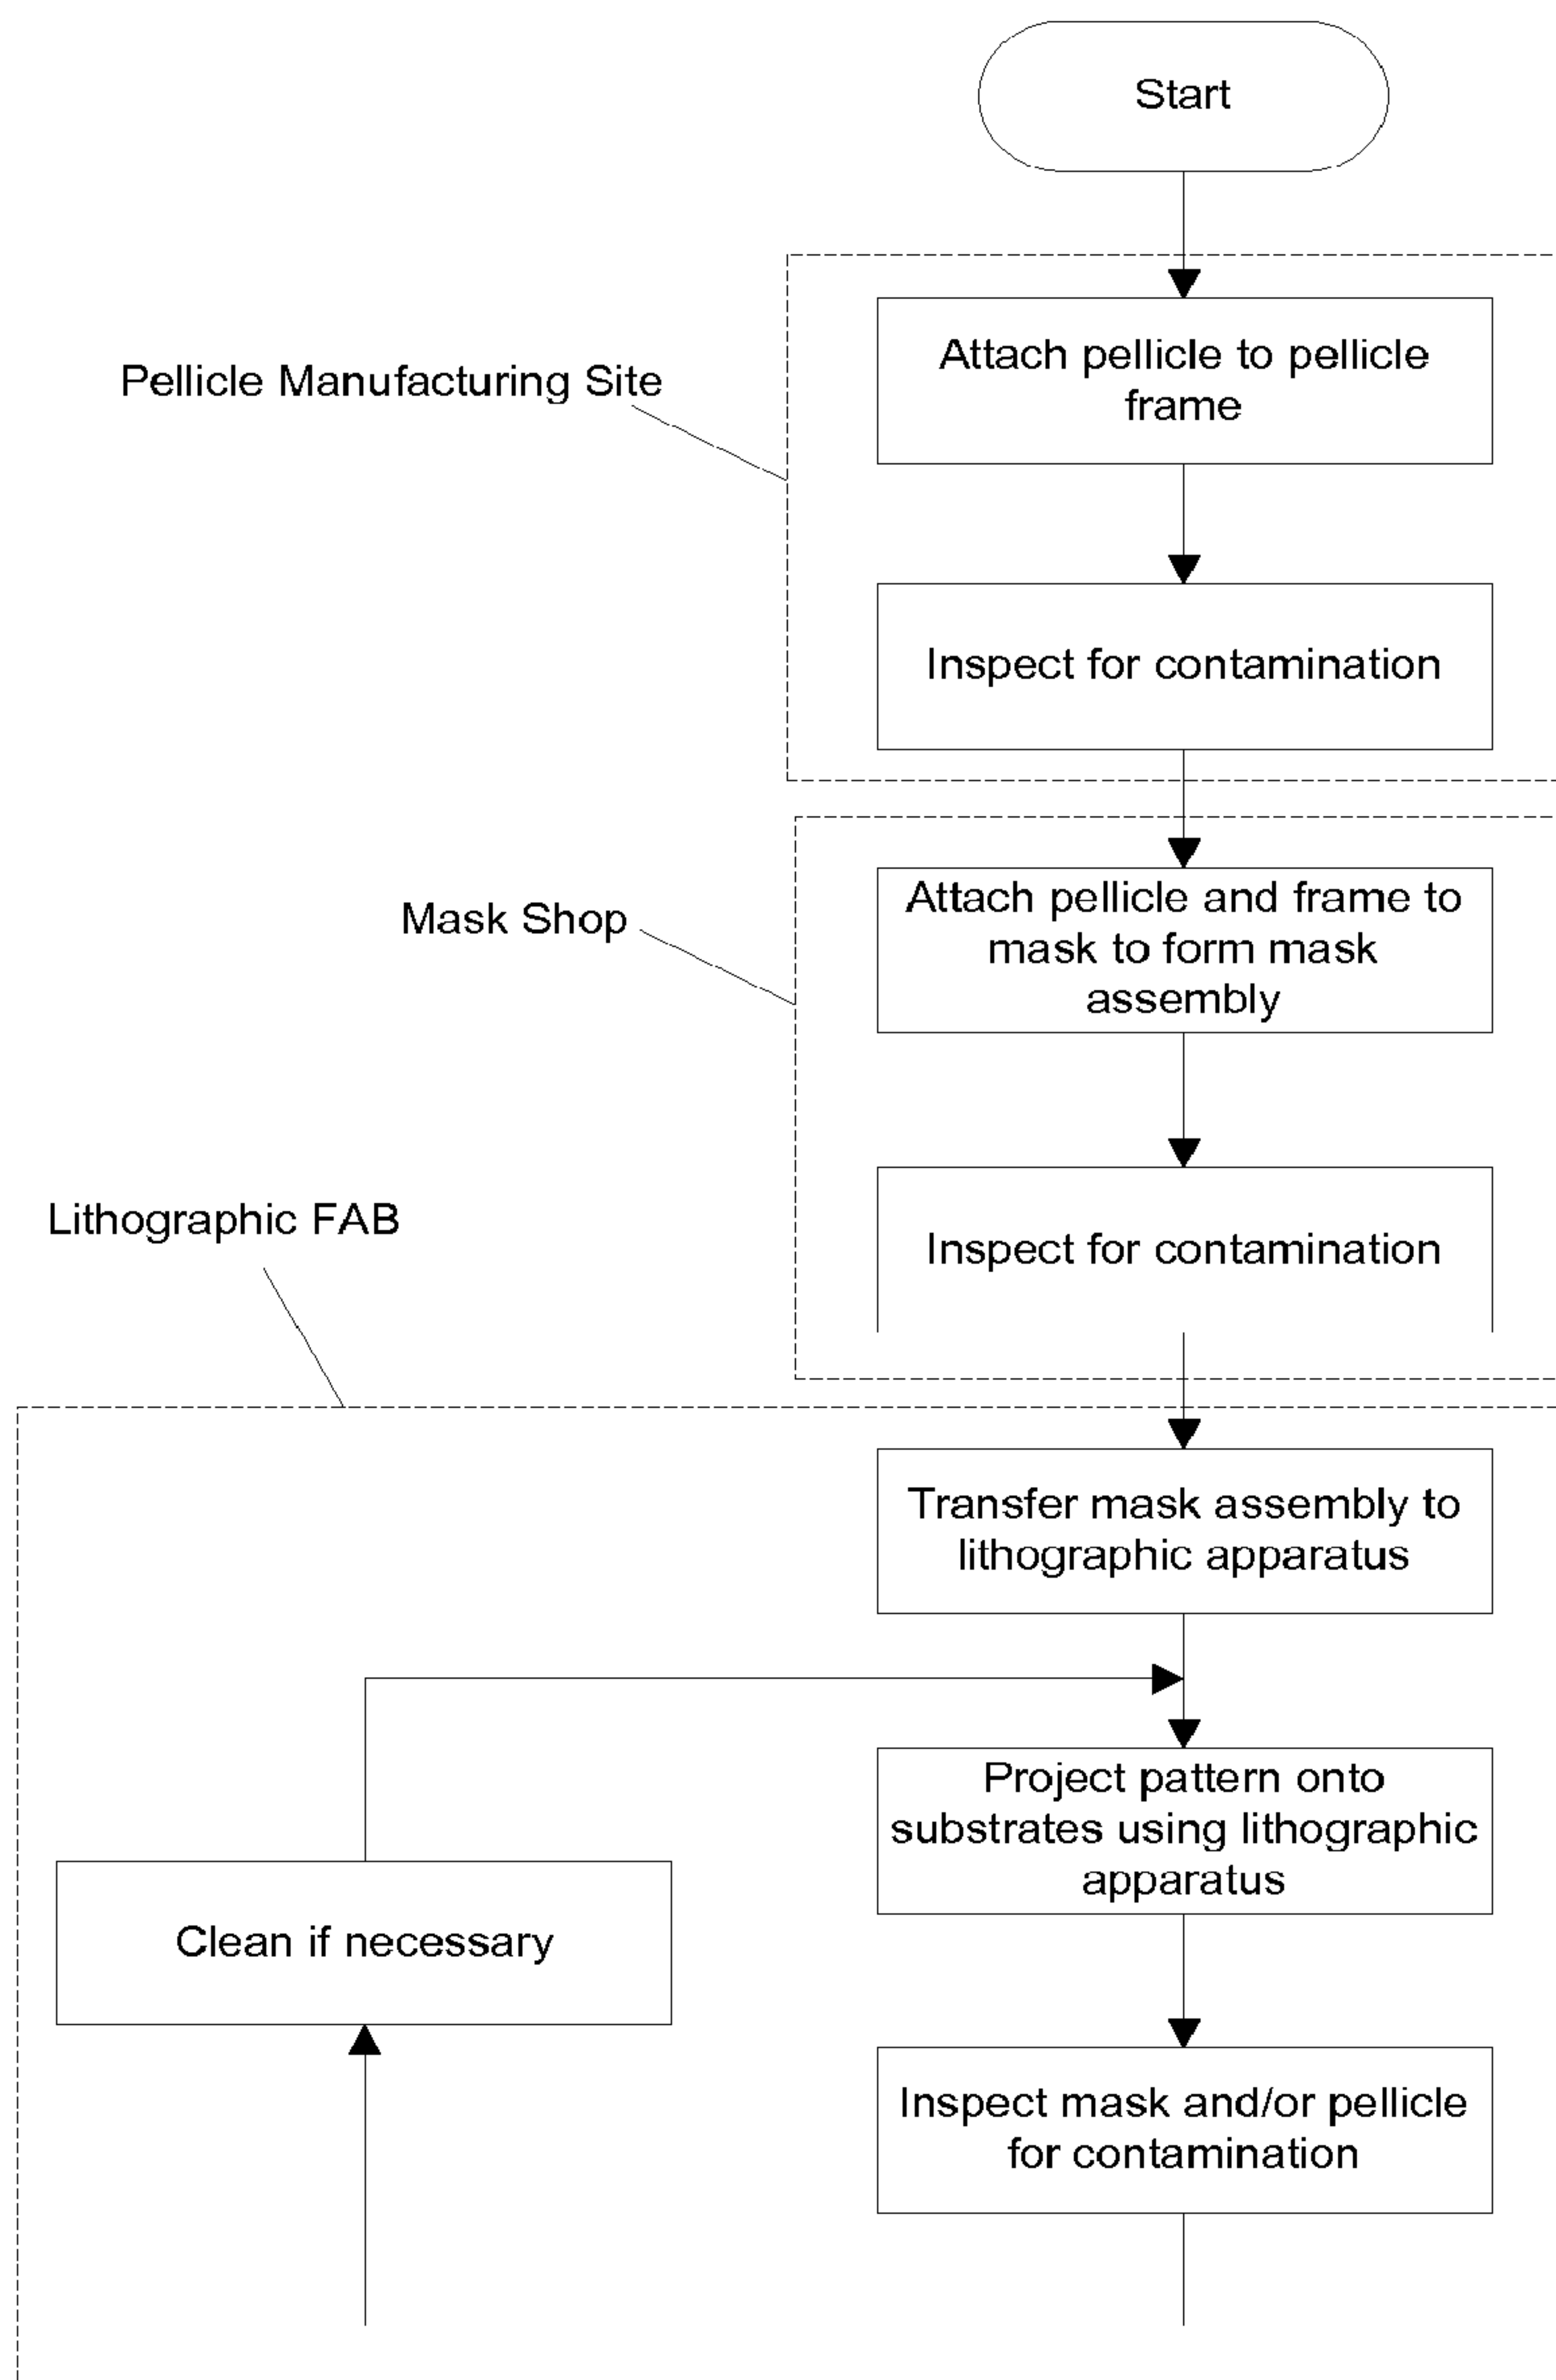 Start
Pellicle Manufacturing Site
Attach pellicle to pellicle
frame
Inspect for contamination
Mask Shop
Attach pellicle and frame to
mask to form mask
assembly
Lithographic FAB
Inspect for contamination
Transfer mask assembly to
lithographic apparatus
Project pattern onto
substrates using lithographic
apparatus
Clean if necessary
Inspect mask and/or pellicle
for contamination